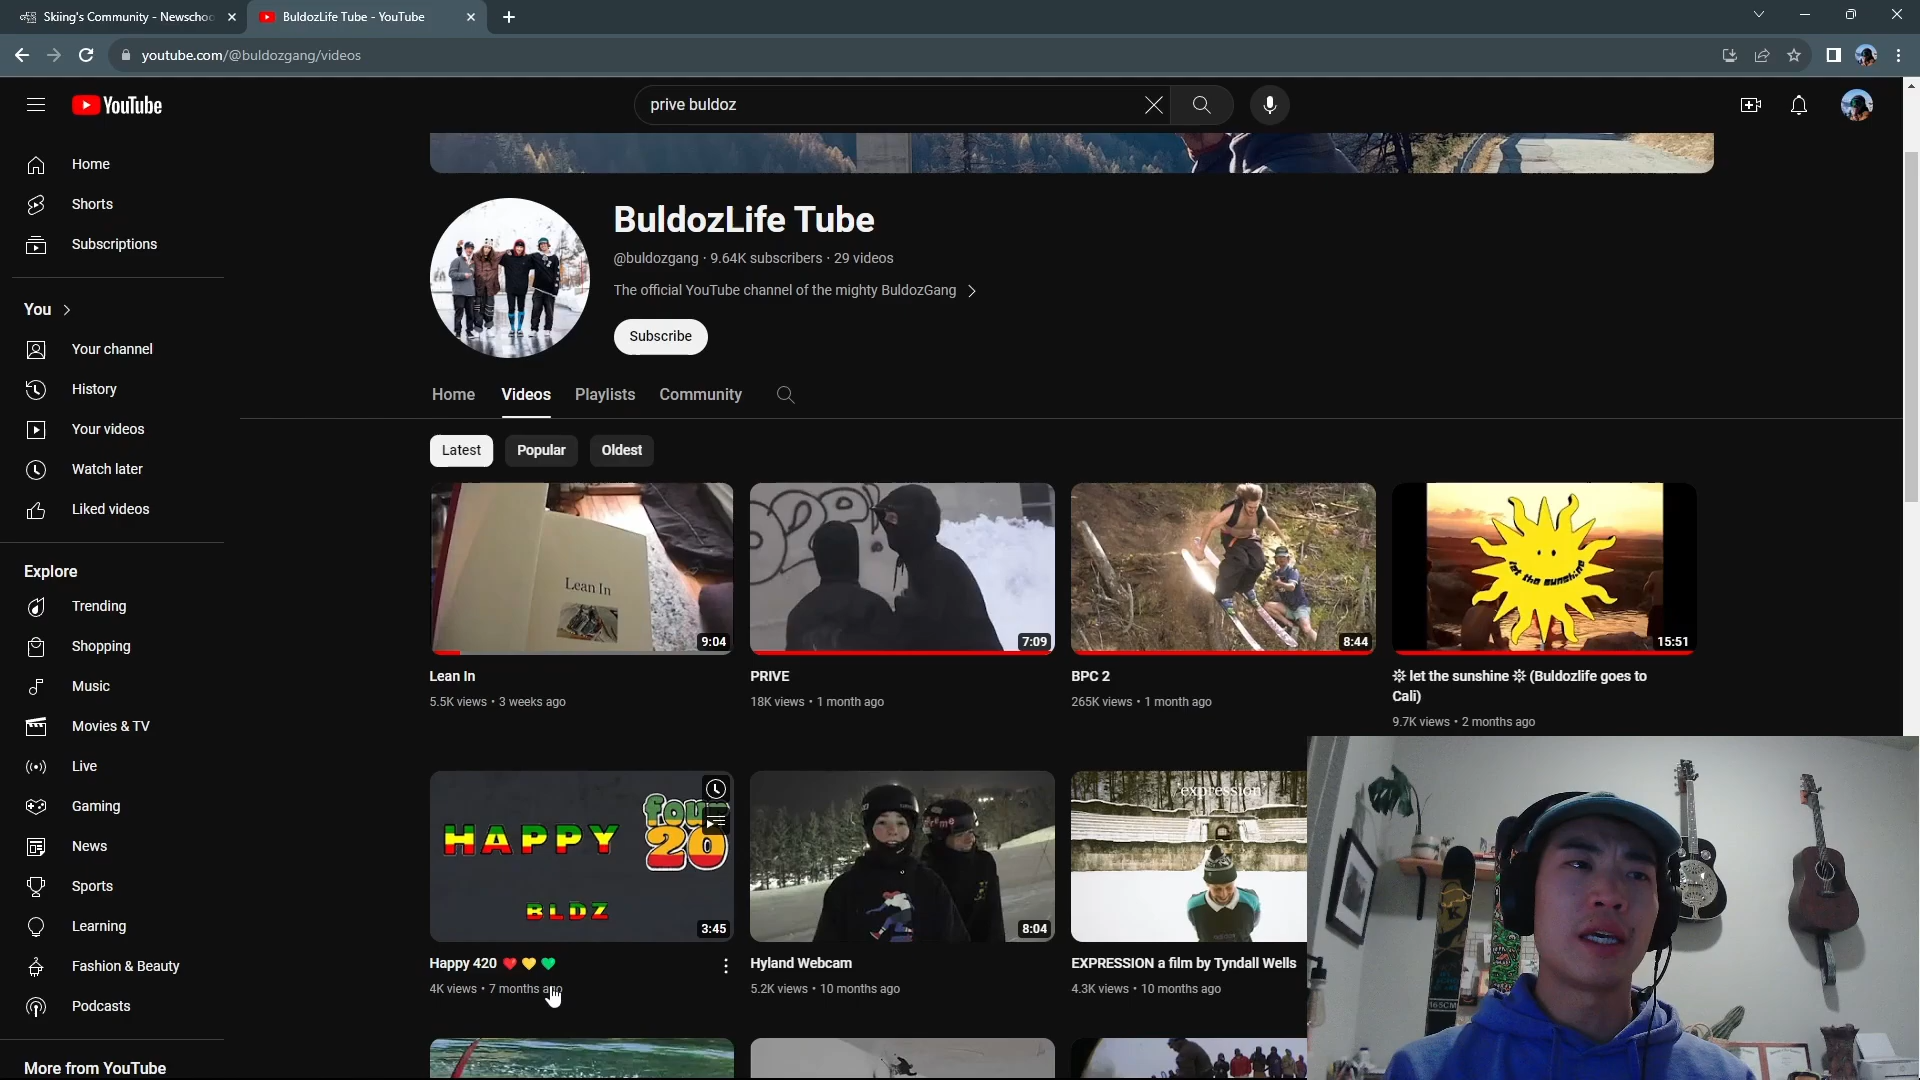 Skiing's Community - Newschoo
BuldozLife Tube - YouTube
youtube.com/@buldozgang/videos
YouTube
prive buldoz
Home
Shorts
Subscriptions
You
Your channel
History
Your videos
Watch later
Liked videos
Explore
Trending
Shopping
Music
Movies & TV
Live
Gaming
News
Sports
Learning
Fashion & Beauty
Podcasts
More from YouTube
BuldozLife Tube
@buldozgang · 9.64K subscribers · 29 videos
The official YouTube channel of the mighty BuldozGang
Subscribe
Home Videos Playlists Community
Latest Popular Oldest
Lean In
9:04
Lean In
5.5K views · 3 weeks ago
7:09
PRIVE
18K views · 1 month ago
8:44
BPC 2
265K views · 1 month ago
let the sunshine
15:51
☼ let the sunshine ☼ (Buldozlife goes to
Cali)
9.7K views · 2 months ago
HAPPY
four
20
BLDZ
3:45
Happy 420 ❤️ 💛 💚
4K views · 7 months ago
8:04
Hyland Webcam
5.2K views · 10 months ago
"expression"
EXPRESSION a film by Tyndall Wells
4.3K views · 10 months ago
165CM